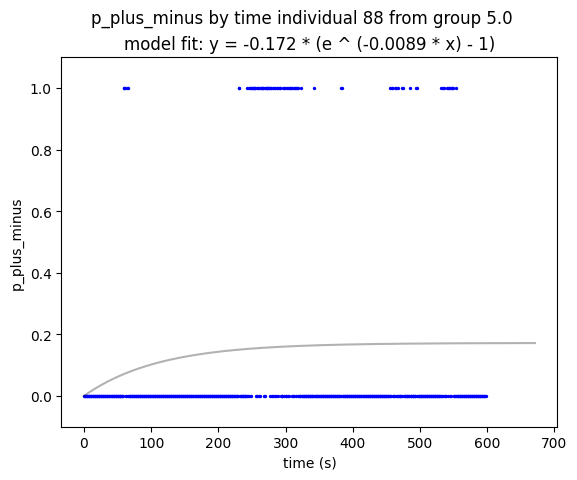 p_plus_minus by time individual 88 from group 5.0
model fit: y = -0.172 * (e ^ (-0.0089 * x) - 1)
1.0
0.8
0.6
0.4
0.2
0.0
p_plus_minus
0 100 200 300 400 500 600 700
time (s)